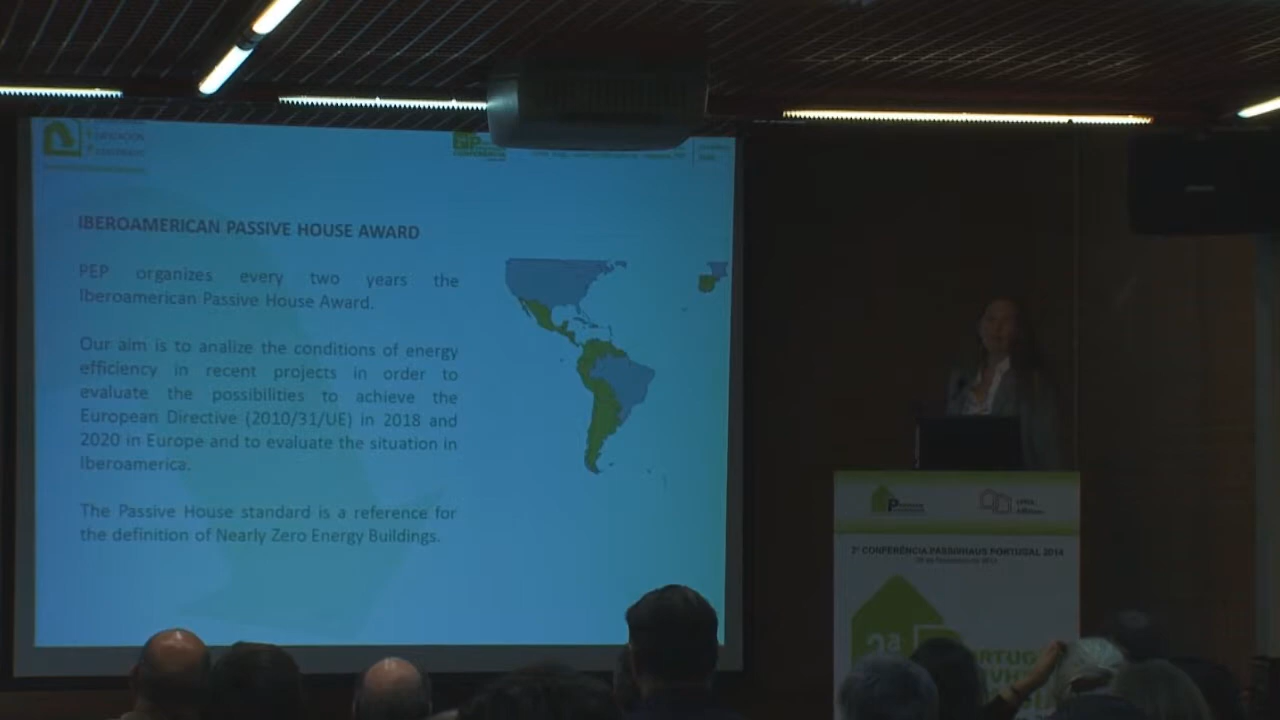 IBEROAMERICAN PASSIVE HOUSE AWARD
PEP organizes every two years the
Iberoamerican Passive House Award.
Our aim is to analize the conditions of energy
efficiency in recent projects in order to
evaluate the possibilities to achieve the
European Directive (2010/31/UE) in 2018 and
2020 in Europe and to evaluate the situation in
Iberoamerica.
The Passive House standard is a reference for
the definition of Nearly Zero Energy Buildings.
2ª CONFERÊNCIA PASSIVHAUS PORTUGAL 2014
2ª